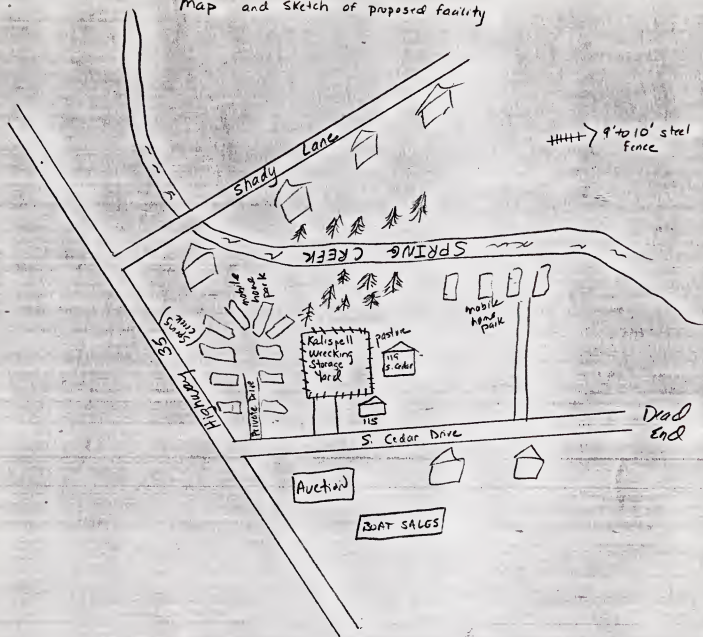 Map and Sketch of proposed facility
9' to 10' steel
fence
Shady Lane
SPRING CREEK
mobile
home
park
Spring
Creek
Highway 35
Kalispell
Wrecking
Storage
Yard
pasture
119
S. Cedar
mobile
home
park
Private Drive
115
S. Cedar Drive
Dead
End
Auction
BOAT SALES